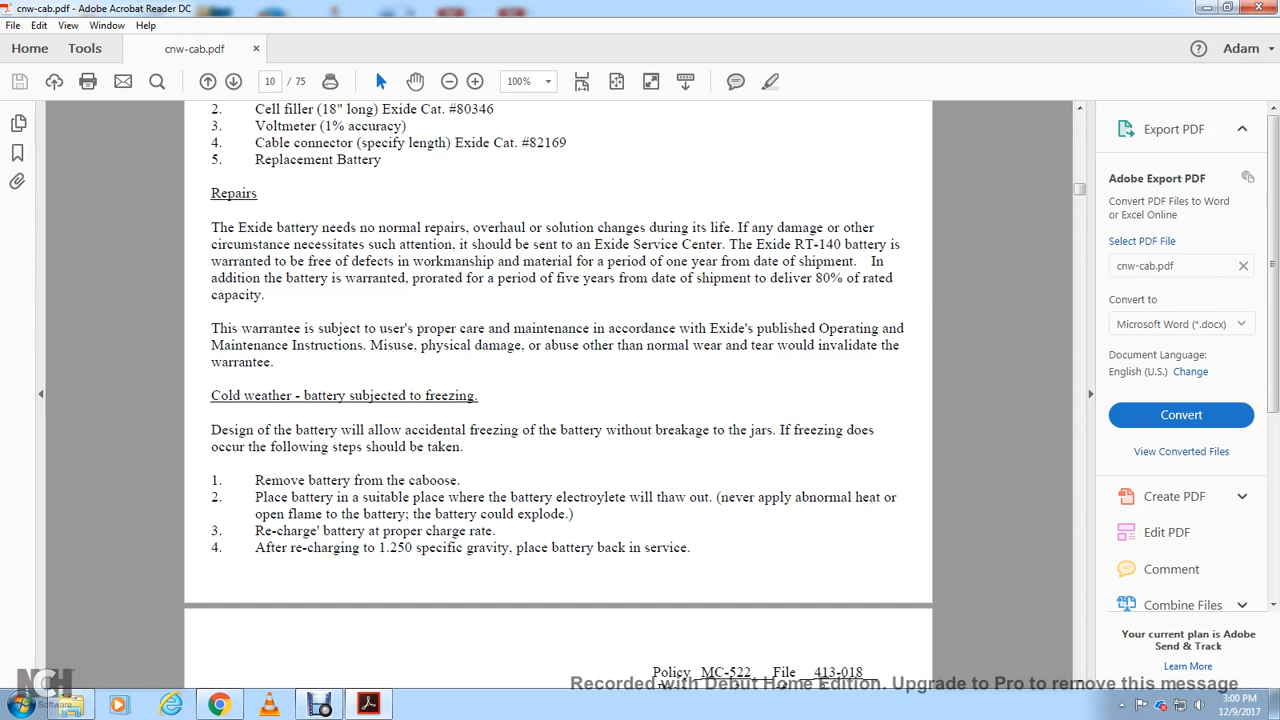 cnw-cab.pdf - Adobe Acrobat Reader DC
File Edit View Window Help
Home Tools cnw-cab.pdf × Adam
10 / 75 100%
2. Cell filler (18" long) Exide Cat. #80346
3. Voltmeter (1% accuracy)
4. Cable connector (specify length) Exide Cat. #82169
5. Replacement Battery
Repairs
The Exide battery needs no normal repairs, overhaul or solution changes during its life. If any damage or other
circumstance necessitates such attention, it should be sent to an Exide Service Center. The Exide RT-140 battery is
warranted to be free of defects in workmanship and material for a period of one year from date of shipment. In
addition the battery is warranted, prorated for a period of five years from date of shipment to deliver 80% of rated
capacity.
This warrantee is subject to user's proper care and maintenance in accordance with Exide's published Operating and
Maintenance Instructions. Misuse, physical damage, or abuse other than normal wear and tear would invalidate the
warrantee.
Cold weather - battery subjected to freezing.
Design of the battery will allow accidental freezing of the battery without breakage to the jars. If freezing does
occur the following steps should be taken.
1. Remove battery from the caboose.
2. Place battery in a suitable place where the battery electroylete will thaw out. (never apply abnormal heat or
open flame to the battery; the battery could explode.)
3. Re-charge' battery at proper charge rate.
4. After re-charging to 1.250 specific gravity, place battery back in service.
Policy MC-522 File 413-018
Export PDF
Adobe Export PDF
Convert PDF Files to Word
or Excel Online
Select PDF File
cnw-cab.pdf
Convert to
Microsoft Word (*.docx)
Document Language:
English (U.S.) Change
Convert
View Converted Files
Create PDF
Edit PDF
Comment
Combine Files
Your current plan is Adobe
Send & Track
Learn More
Recorded with Debut Home Edition. Upgrade to Pro to remove this message
NCH
Software
3:00 PM
12/9/2017